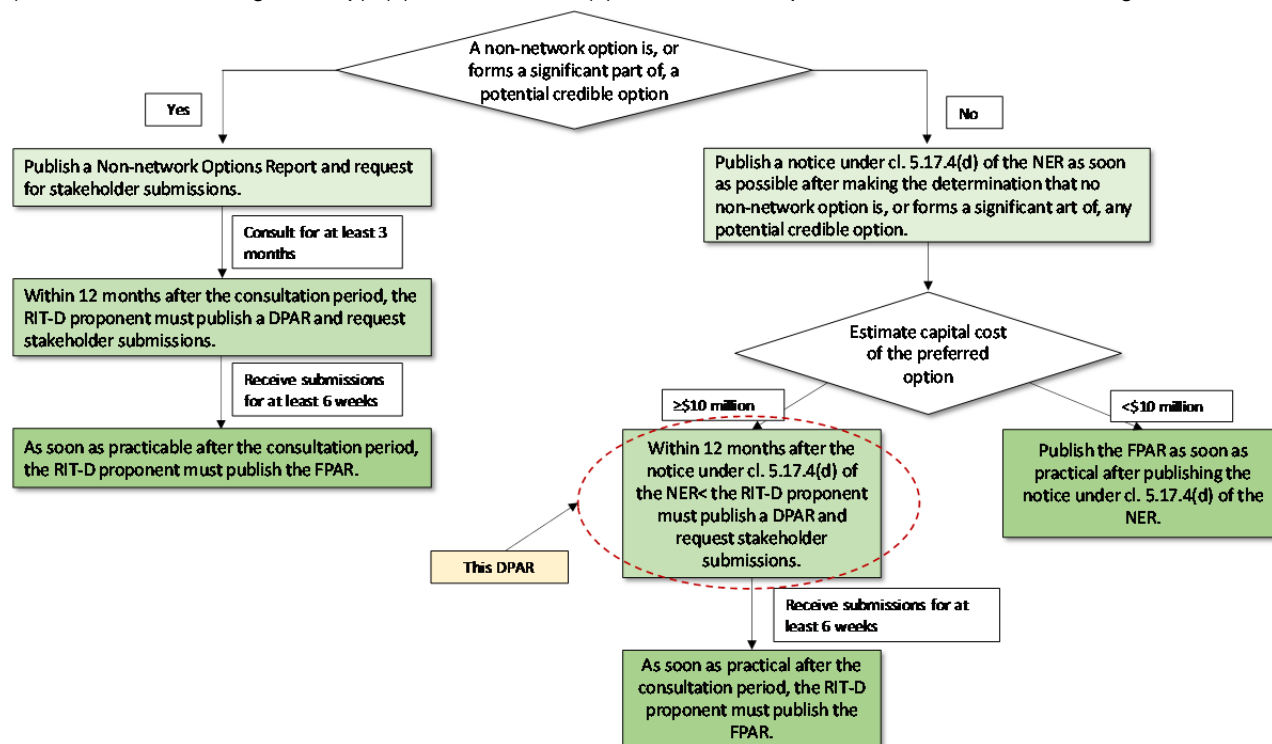 A non-network option is, or
forms a significant part of, a
potential credible option
Yes
No
Publish a Non-network Options Report and request
for stakeholder submissions.
Publish a notice under cl. 5.17.4(d) of the NER as soon
as possible after making the determination that no
non-network option is, or forms a significant art of, any
potential credible option.
Consult for at least 3
months
Within 12 months after the consultation period, the
RIT-D proponent must publish a DPAR and request
stakeholder submissions.
Estimate capital cost
of the preferred
option
Receive submissions
for at least 6 weeks
≥$10 million
<$10 million
As soon as practicable after the consultation period,
the RIT-D proponent must publish the FPAR.
Within 12 months after the
notice under cl. 5.17.4(d) of
the NER< the RIT-D proponent
must publish a DPAR and
request stakeholder
submissions.
Publish the FPAR as soon as
practical after publishing the
notice under cl. 5.17.4(d) of the
NER.
This DPAR
Receive submissions for at
least 6 weeks
As soon as practical after the
consultation period, the RIT-D
proponent must publish the
FPAR.